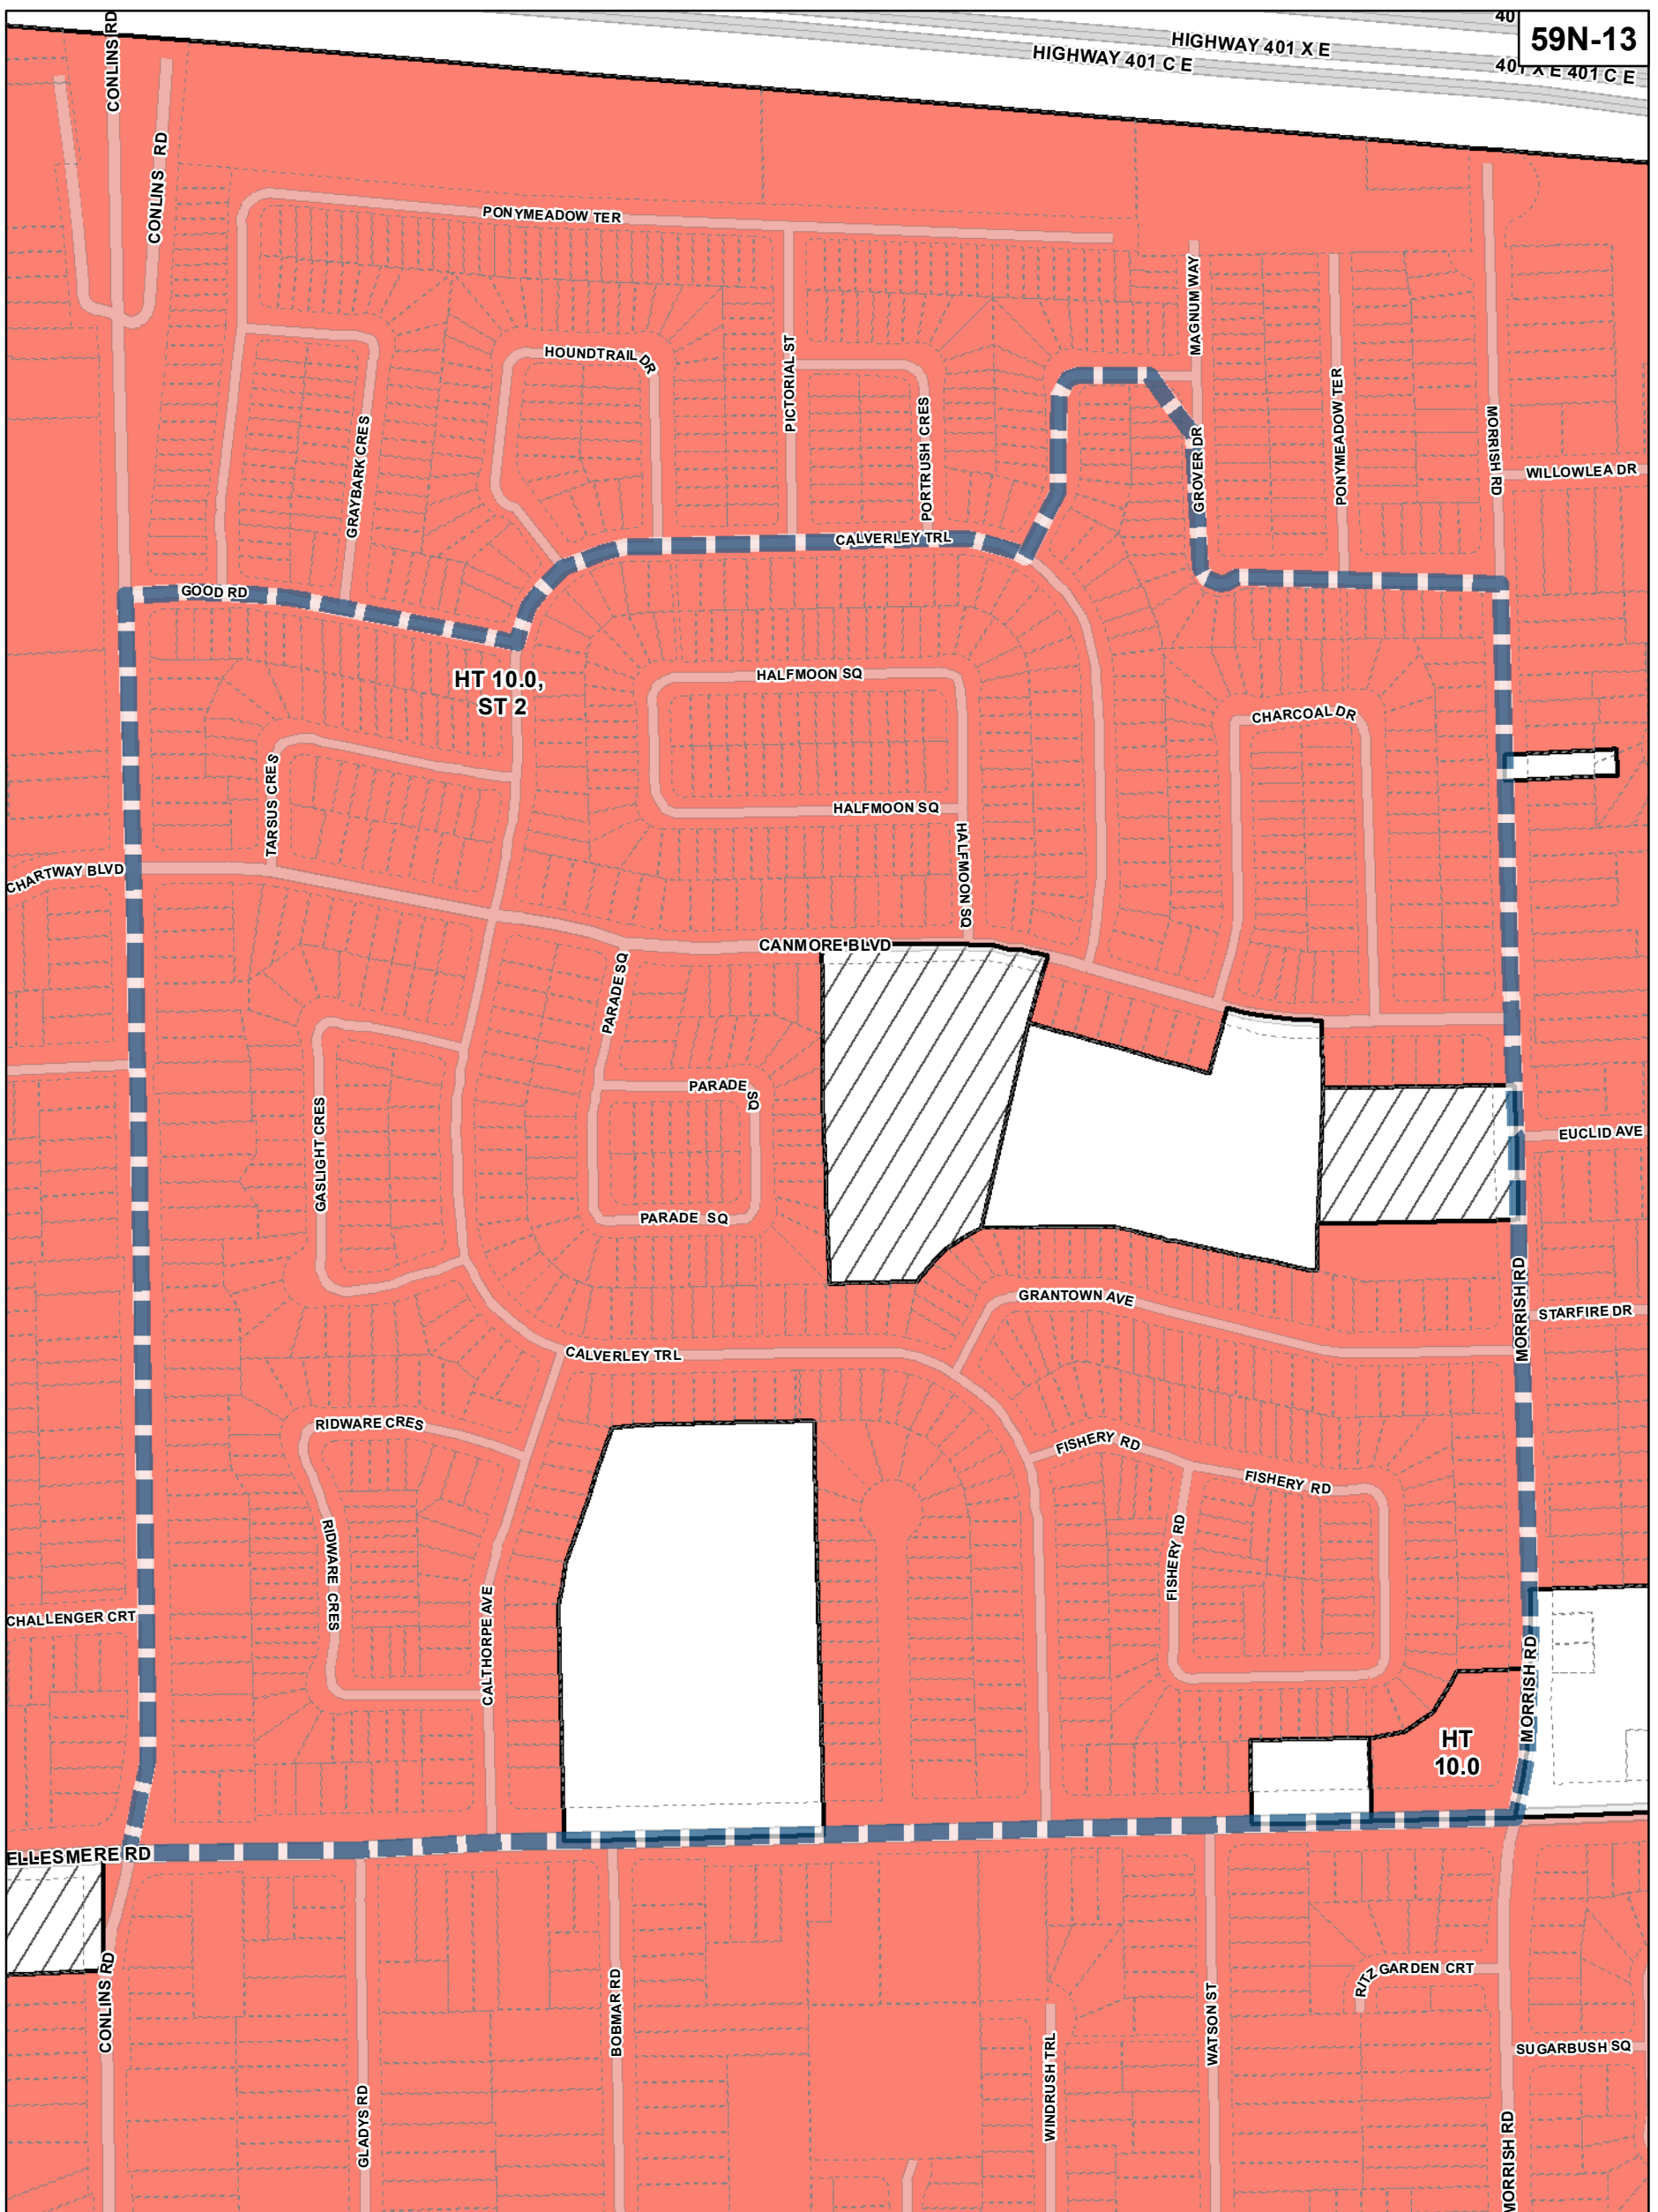 40
59N-13
HIGHWAY 401 X E
HIGHWAY 401 C E
401 X E 401 C E
CONLINS RD
CONLINS RD
PONYMEADOW TER
MAGNUM WAY
HOUNDTRAIL DR
PICTORIAL ST
PORTRUSH CRES
GRAYBARK CRES
GROVER DR
PONYMEADOW TER
MORRISH RD
WILLOWLEA DR
CALVERLEY TRL
GOOD RD
HT 10.0,
ST 2
HALFMOON SQ
CHARCOAL DR
TARSUS CRES
HALFMOON SQ
HALFMOON SQ
CHARTWAY BLVD
CANMORE BLVD
PARADE SQ
PARADE SQ
GASLIGHT CRES
EUCLID AVE
PARADE SQ
GRANTOWN AVE
MORRISH RD
STARFIRE DR
CALVERLEY TRL
RIDWARE CRES
FISHERY RD
FISHERY RD
RIDWARE CRES
FISHERY RD
CHALLENGER CRT
CALTHORPE AVE
MORRISH RD
HT
10.0
ELLESMERE RD
CONLINS RD
BOBMAR RD
WATSON ST
RITZ GARDEN CRT
WINDRUSH TRL
SUGARBUSH SQ
GLADYS RD
MORRISH RD